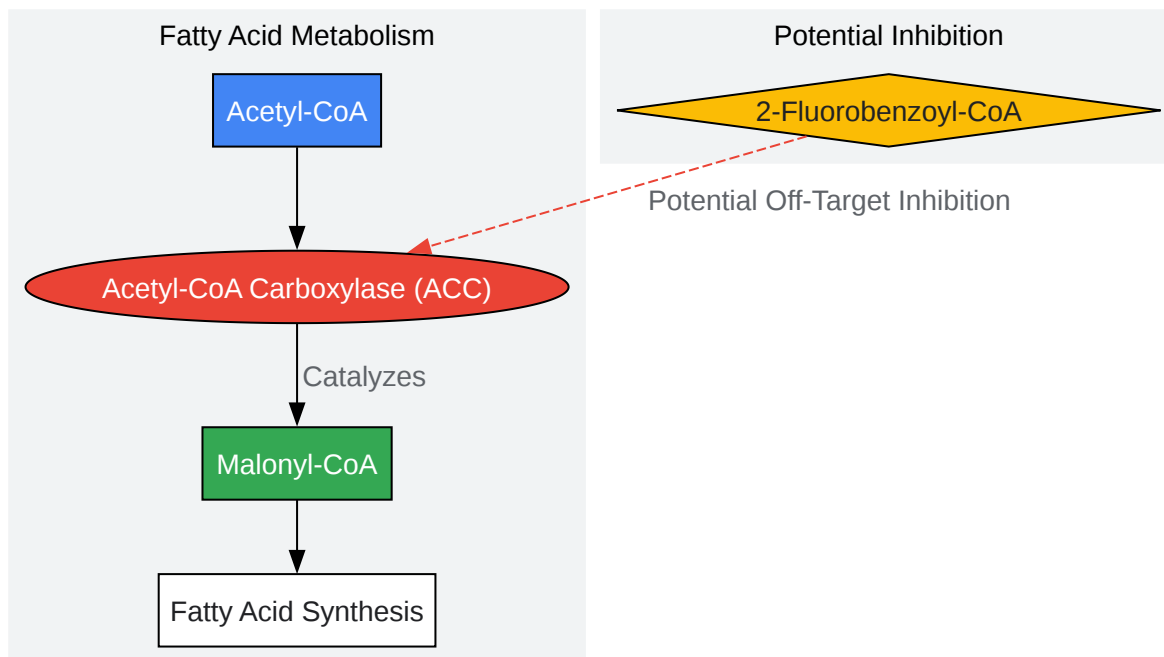 Fatty Acid Metabolism
Potential Inhibition
Acetyl-CoA
2-Fluorobenzoyl-CoA
Potential Off-Target Inhibition
Acetyl-CoA Carboxylase (ACC)
Catalyzes
Malonyl-CoA
Fatty Acid Synthesis